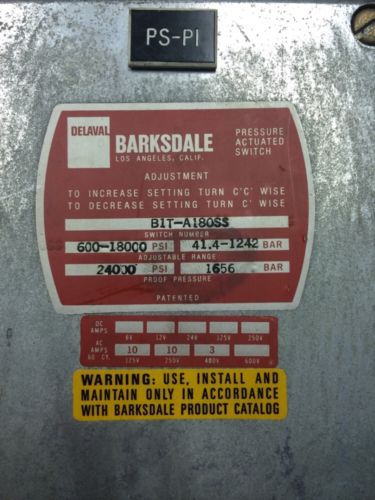 PS-PI
DELAVAL
BARKSDALE
LOS ANGELES, CALIF.
PRESSURE
ACTUATED
SWITCH
ADJUSTMENT
TO INCREASE SETTING TURN C'C' WISE
TO DECREASE SETTING TURN C' WISE
B1T-A180SS
SWITCH NUMBER
600-18000 PSI 41.4-1242 BAR
ADJUSTABLE RANGE
24000 PSI 1656 BAR
PROOF PRESSURE
PATENTED
DC
AMPS
6V 12V 24V 125V 250V
AC
AMPS
60 CY.
10 10 3
125V 250V 480V 600V
WARNING: USE, INSTALL AND
MAINTAIN ONLY IN ACCORDANCE
WITH BARKSDALE PRODUCT CATALOG